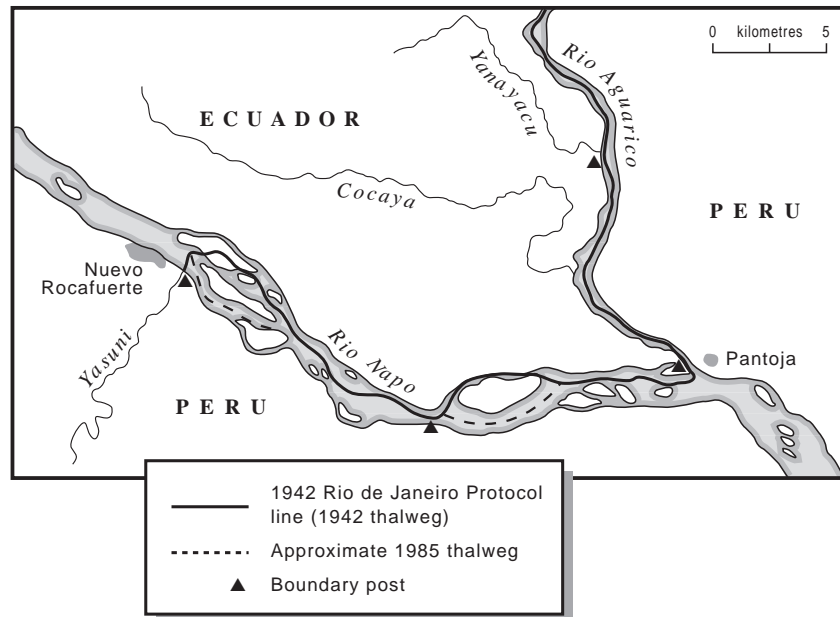 0 kilometres 5
Rio Aguarico
Yanayacu
ECUADOR
Cocaya
PERU
Nuevo
Rocafuerte
Yasuni
Rio Napo
Pantoja
PERU
1942 Rio de Janeiro Protocol
line (1942 thalweg)
Approximate 1985 thalweg
Boundary post